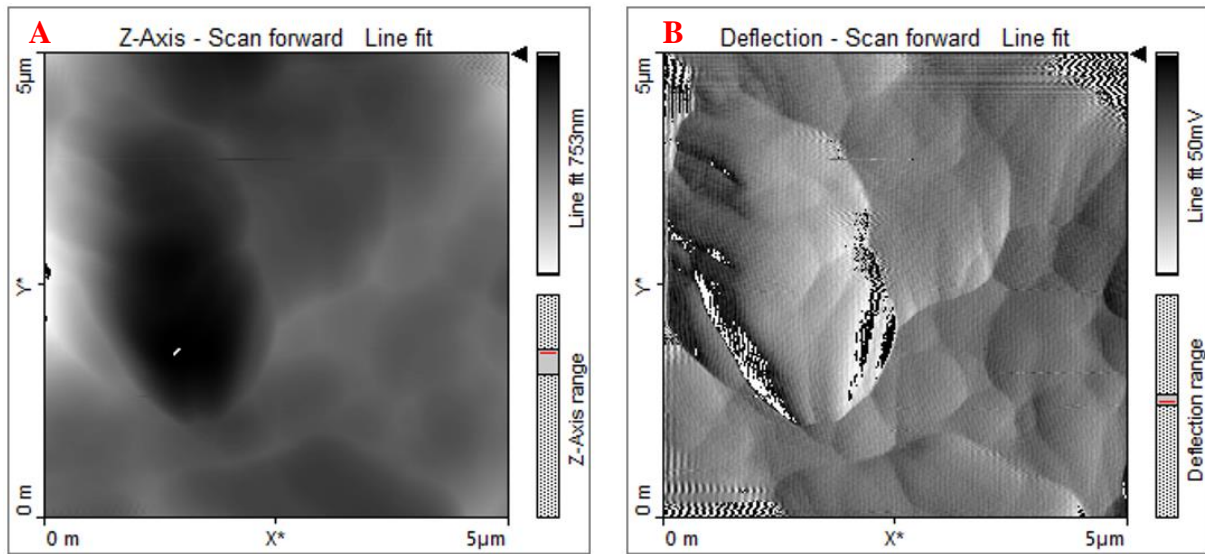 A
Z-Axis - Scan forward Line fit
5µm
Y*
0 m
0 m
X*
5µm
Line fit 753nm
Z-Axis range
B
Deflection - Scan forward Line fit
5µm
Y*
0 m
0 m
X*
5µm
Line fit 50mV
Deflection range